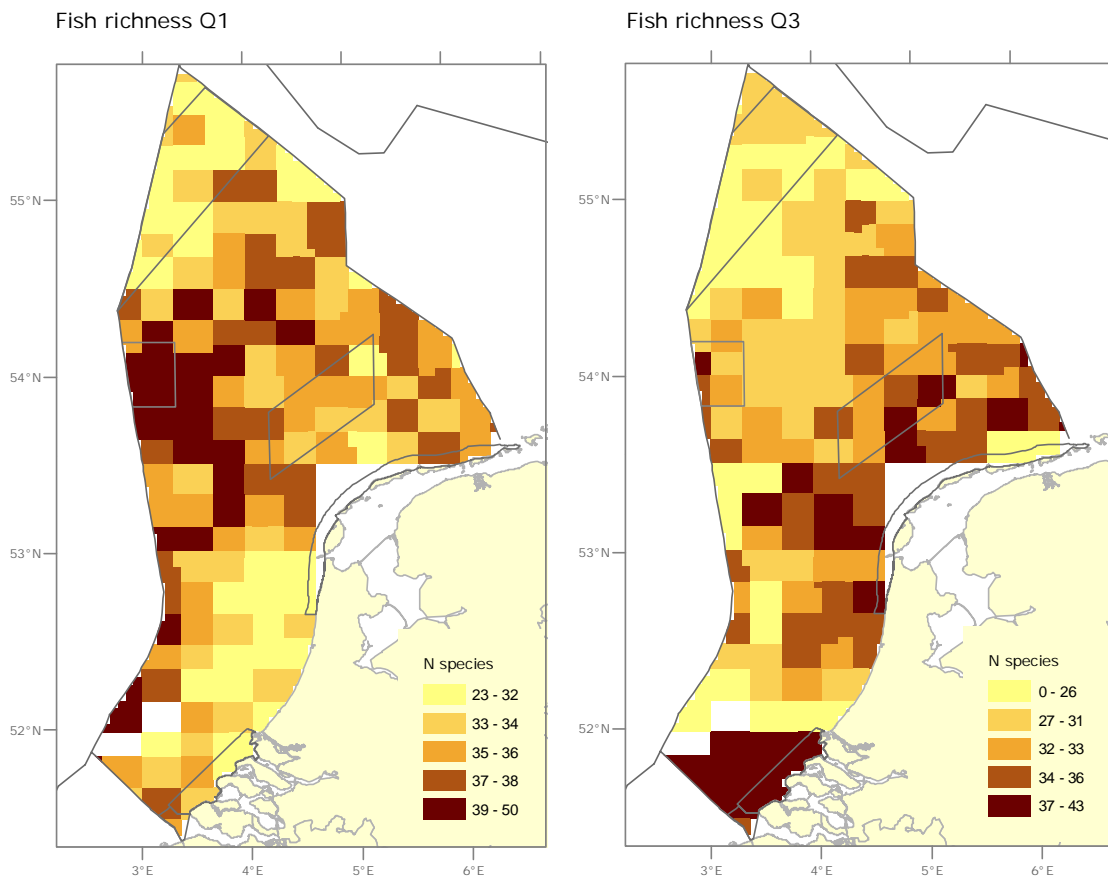 Fish richness Q1
55°N
54°N
53°N
52°N
3°E 4°E 5°E 6°E
N species
23 - 32
33 - 34
35 - 36
37 - 38
39 - 50
Fish richness Q3
55°N
54°N
53°N
52°N
3°E 4°E 5°E 6°E
N species
0 - 26
27 - 31
32 - 33
34 - 36
37 - 43